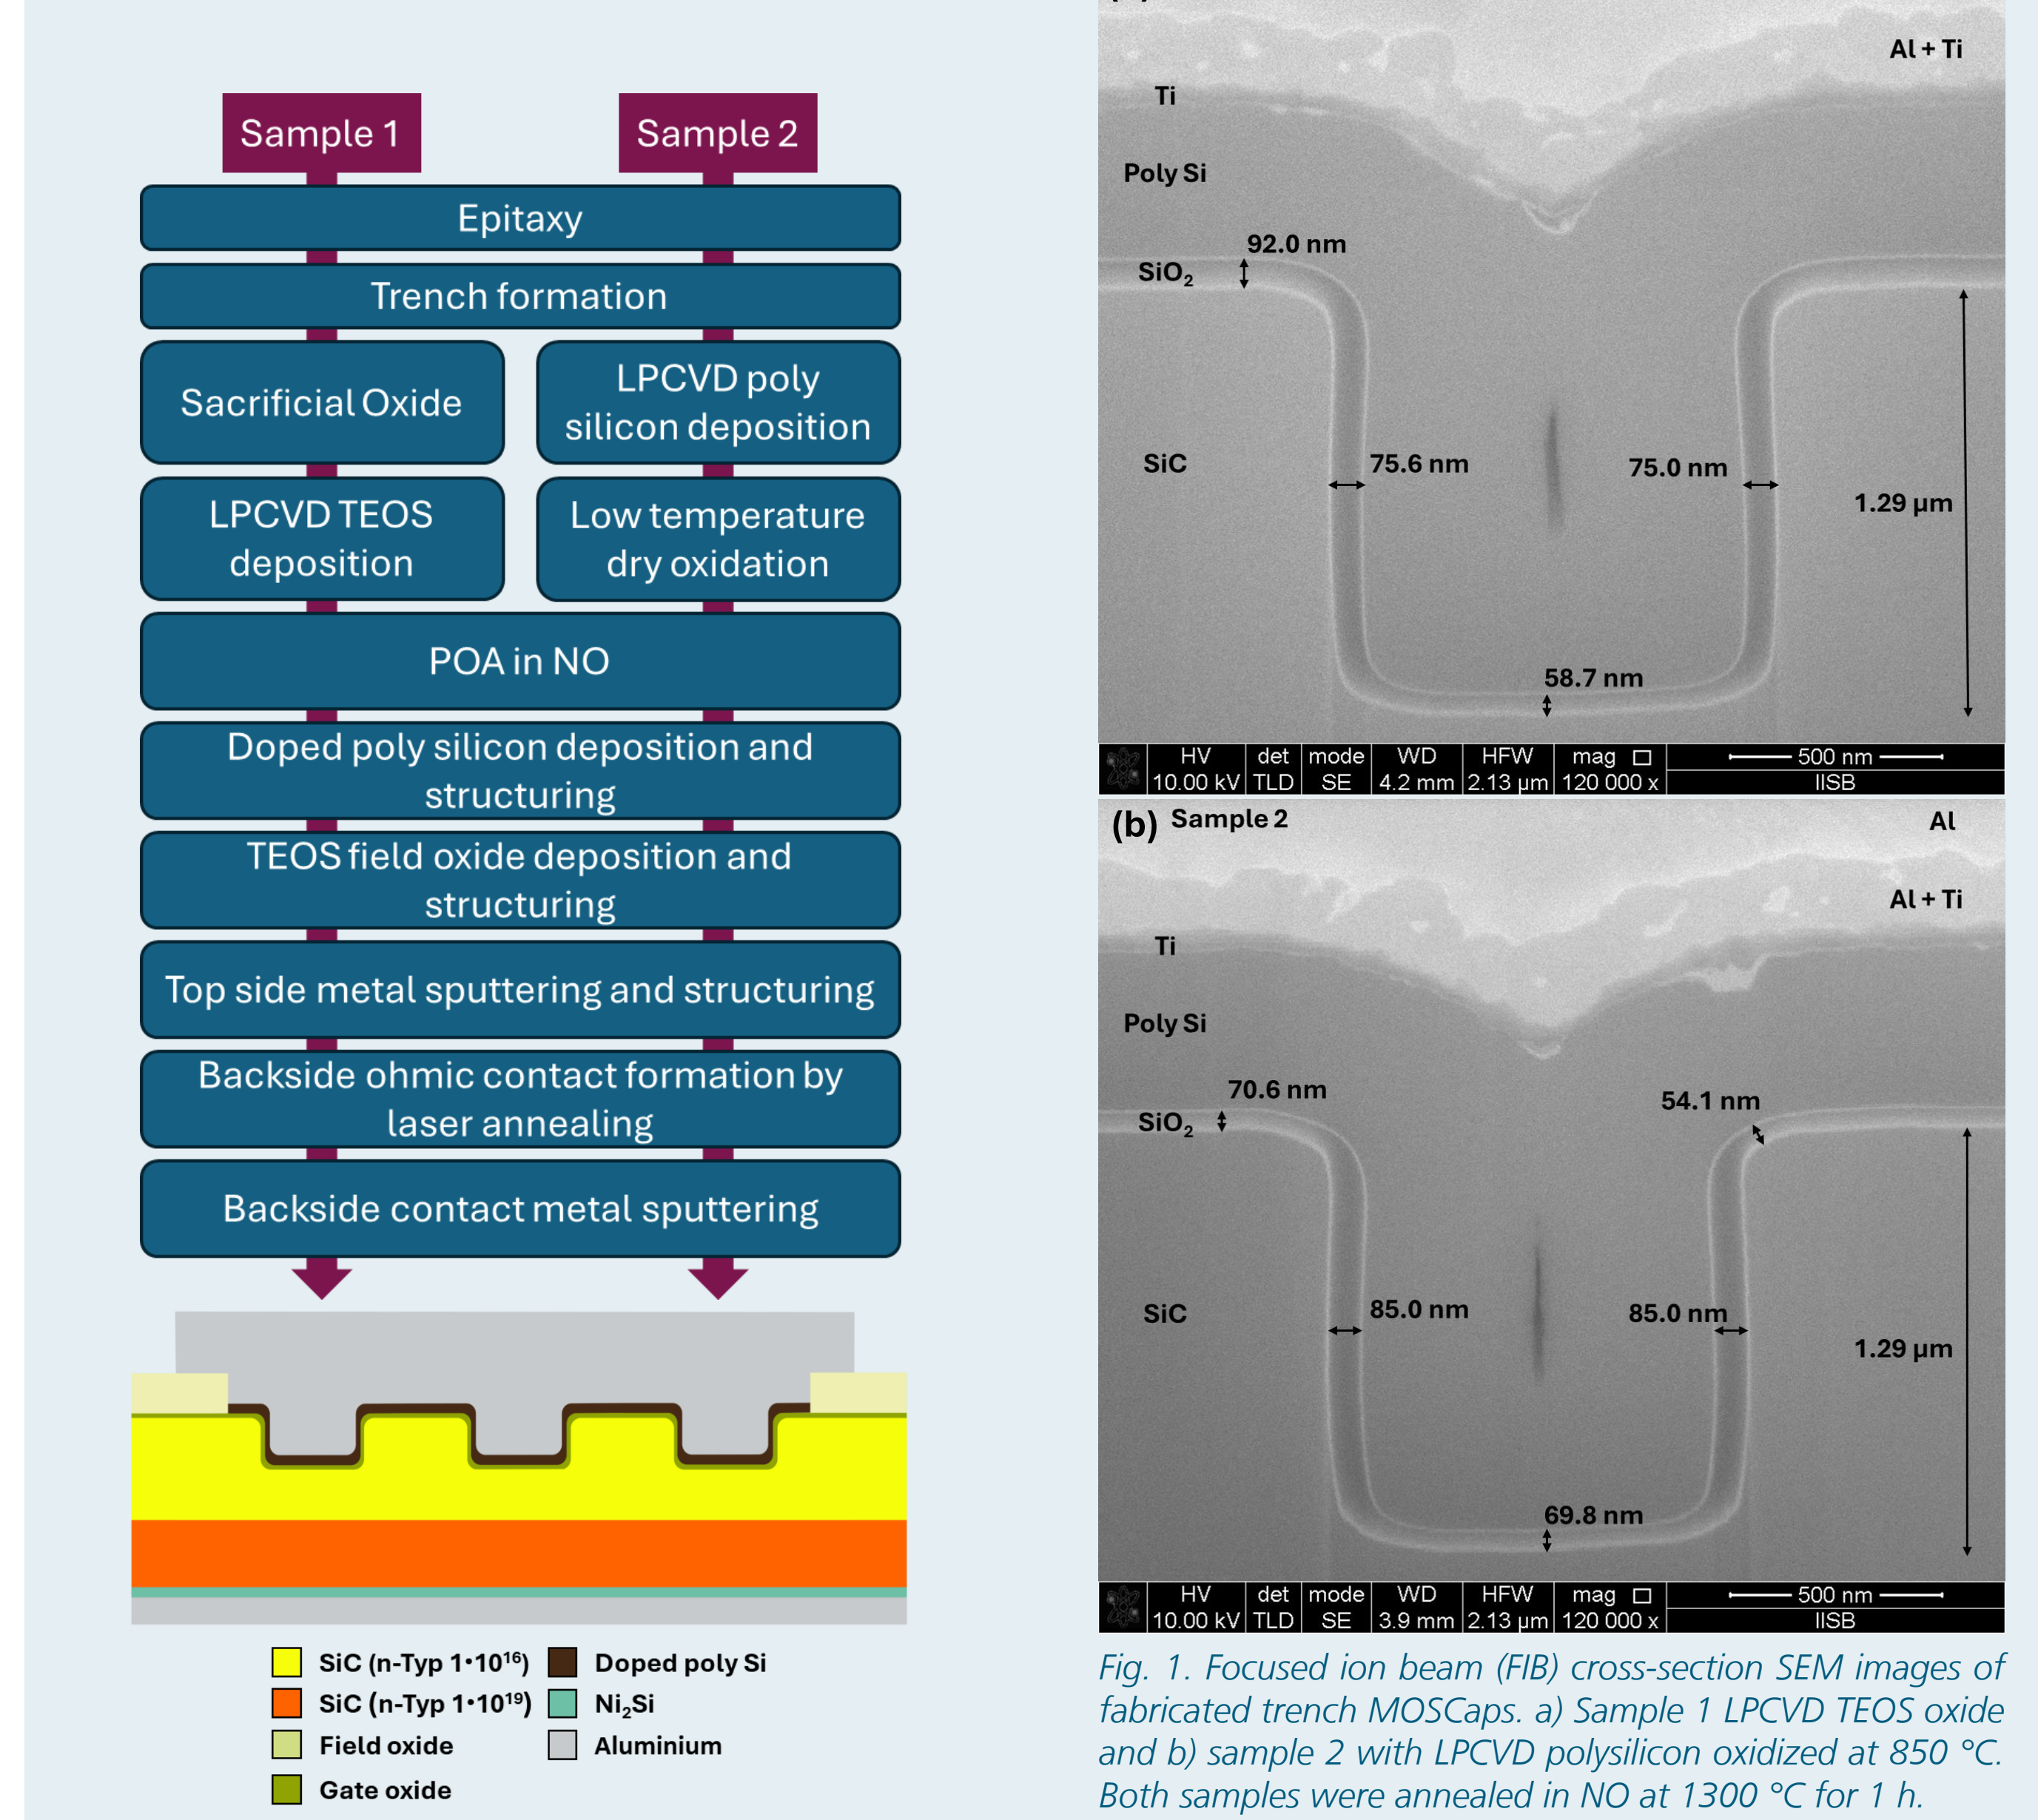 Sample 1
Sample 2
Epitaxy
Trench formation
Sacrificial Oxide
LPCVD poly
silicon deposition
LPCVD TEOS
deposition
Low temperature
dry oxidation
POA in NO
Doped poly silicon deposition and
structuring
TEOS field oxide deposition and
structuring
Top side metal sputtering and structuring
Backside ohmic contact formation by
laser annealing
Backside contact metal sputtering
SiC (n-Typ 1•10¹⁶)
SiC (n-Typ 1•10¹⁹)
Field oxide
Gate oxide
Doped poly Si
Ni₂Si
Aluminium
Al + Ti
Ti
Poly Si
92.0 nm
SiO₂
SiC
75.6 nm
75.0 nm
1.29 µm
58.7 nm
HV det mode WD HFW mag 500 nm
10.00 kV TLD SE 4.2 mm 2.13 µm 120 000 x IISB
(b) Sample 2
Al
Al + Ti
Ti
Poly Si
70.6 nm
54.1 nm
SiO₂
SiC
85.0 nm
85.0 nm
1.29 µm
69.8 nm
HV det mode WD HFW mag 500 nm
10.00 kV TLD SE 3.9 mm 2.13 µm 120 000 x IISB
Fig. 1. Focused ion beam (FIB) cross-section SEM images of
fabricated trench MOSCaps. a) Sample 1 LPCVD TEOS oxide
and b) sample 2 with LPCVD polysilicon oxidized at 850 °C.
Both samples were annealed in NO at 1300 °C for 1 h.